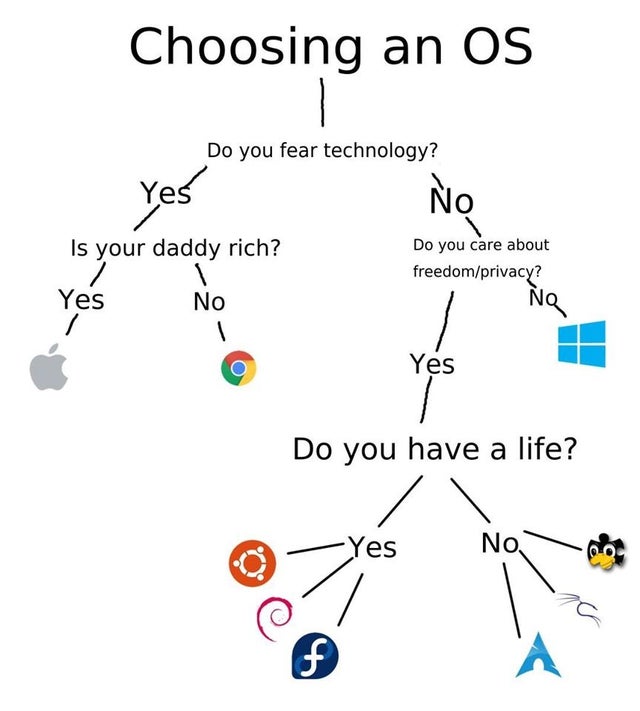 Choosing an OS
Do you fear technology?
Yes
No
Is your daddy rich?
Do you care about
freedom/privacy?
Yes
No
No
Yes
Do you have a life?
Yes
No